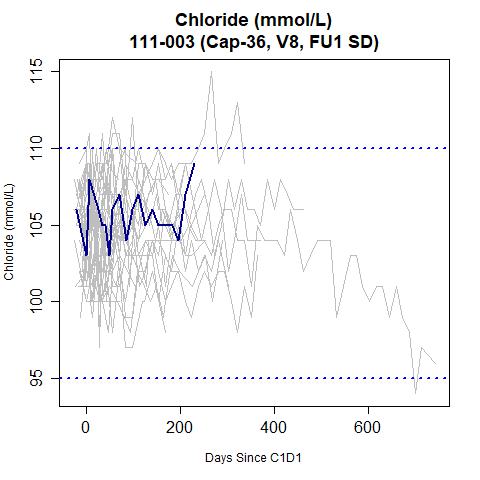 Chloride (mmol/L)
111-003 (Cap-36, V8, FU1 SD)
Chloride (mmol/L)
115
110
105
100
95
0
200
400
600
Days Since C1D1